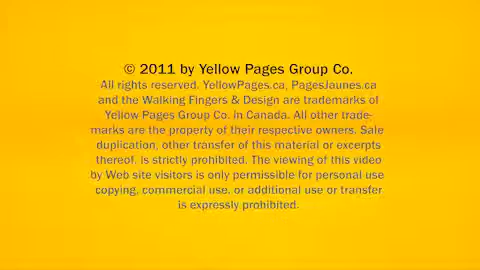 © 2011 by Yellow Pages Group Co.
All rights reserved. YellowPages.ca, PagesJaunes.ca
and the Walking Fingers & Design are trademarks of
Yellow Pages Group Co. in Canada. All other trade-
marks are the property of their respective owners. Sale
duplication, other transfer of this material or excerpts
thereof, is strictly prohibited. The viewing of this video
by Web site visitors is only permissible for personal use
copying, commercial use, or additional use or transfer
is expressly prohibited.